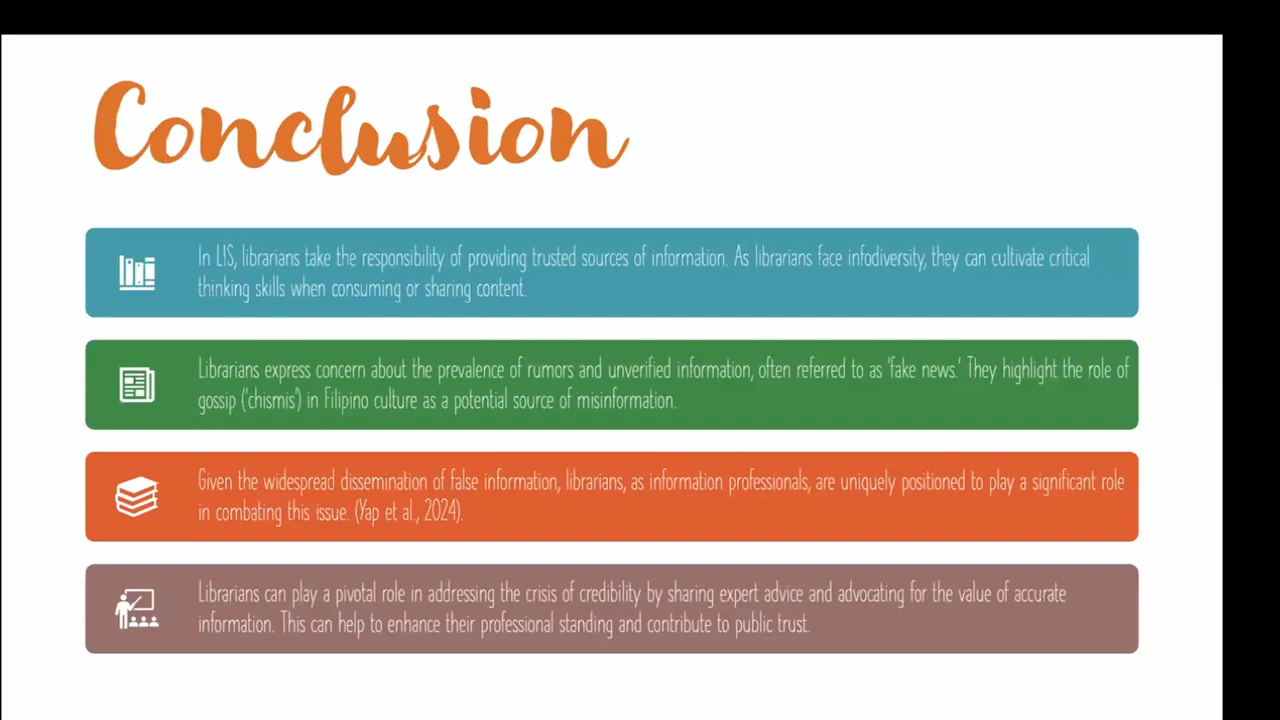 Conclusion
In LIS, librarians take the responsibility of providing trusted sources of information. As librarians face infodiversity, they can cultivate critical
thinking skills when consuming or sharing content.
Librarians express concern about the prevalence of rumors and unverified information, often referred to as 'fake news.' They highlight the role of
gossip ('chismis') in Filipino culture as a potential source of misinformation.
Given the widespread dissemination of false information, librarians, as information professionals, are uniquely positioned to play a significant role
in combating this issue. (Yap et al., 2024).
Librarians can play a pivotal role in addressing the crisis of credibility by sharing expert advice and advocating for the value of accurate
information. This can help to enhance their professional standing and contribute to public trust.